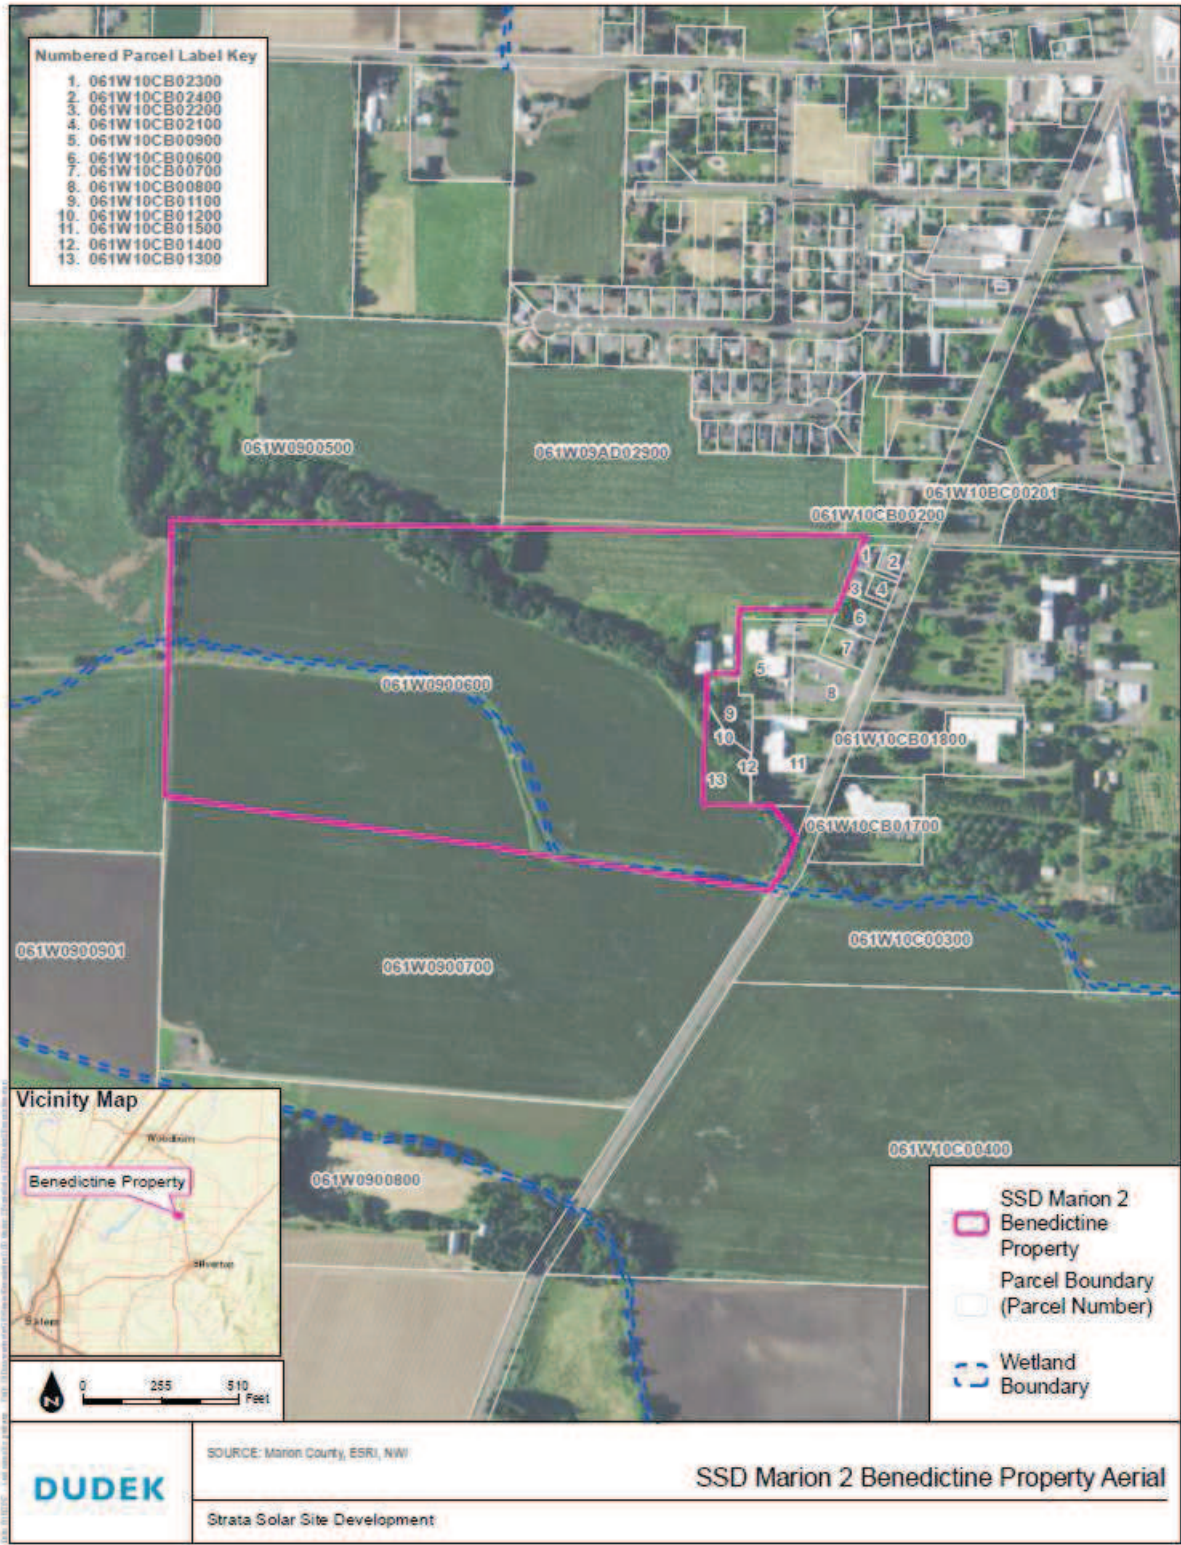 Numbered Parcel Label Key
1. 061W10CB02300
2. 061W10CB02400
3. 061W10CB02200
4. 061W10CB02100
5. 061W10CB00900
6. 061W10CB00600
7. 061W10CB00700
8. 061W10CB00800
9. 061W10CB01100
10. 061W10CB01200
11. 061W10CB01500
12. 061W10CB01400
13. 061W10CB01300
061W0900500
061W09AD02900
061W10BC00201
061W10CB00200
1
2
3
4
6
7
5
8
061W0900600
9
10
061W10CB01800
12
11
13
061W10CB01700
061W10C00300
061W0900901
061W0900700
061W10C00400
061W0900800
Vicinity Map
Woodburn
Benedictine Property
Silverton
Salem
N
0 255 510
Feet
SSD Marion 2
Benedictine
Property
Parcel Boundary
(Parcel Number)
Wetland
Boundary
DUDEK
SOURCE: Marion County, ESRI, NWI
SSD Marion 2 Benedictine Property Aerial
Strata Solar Site Development